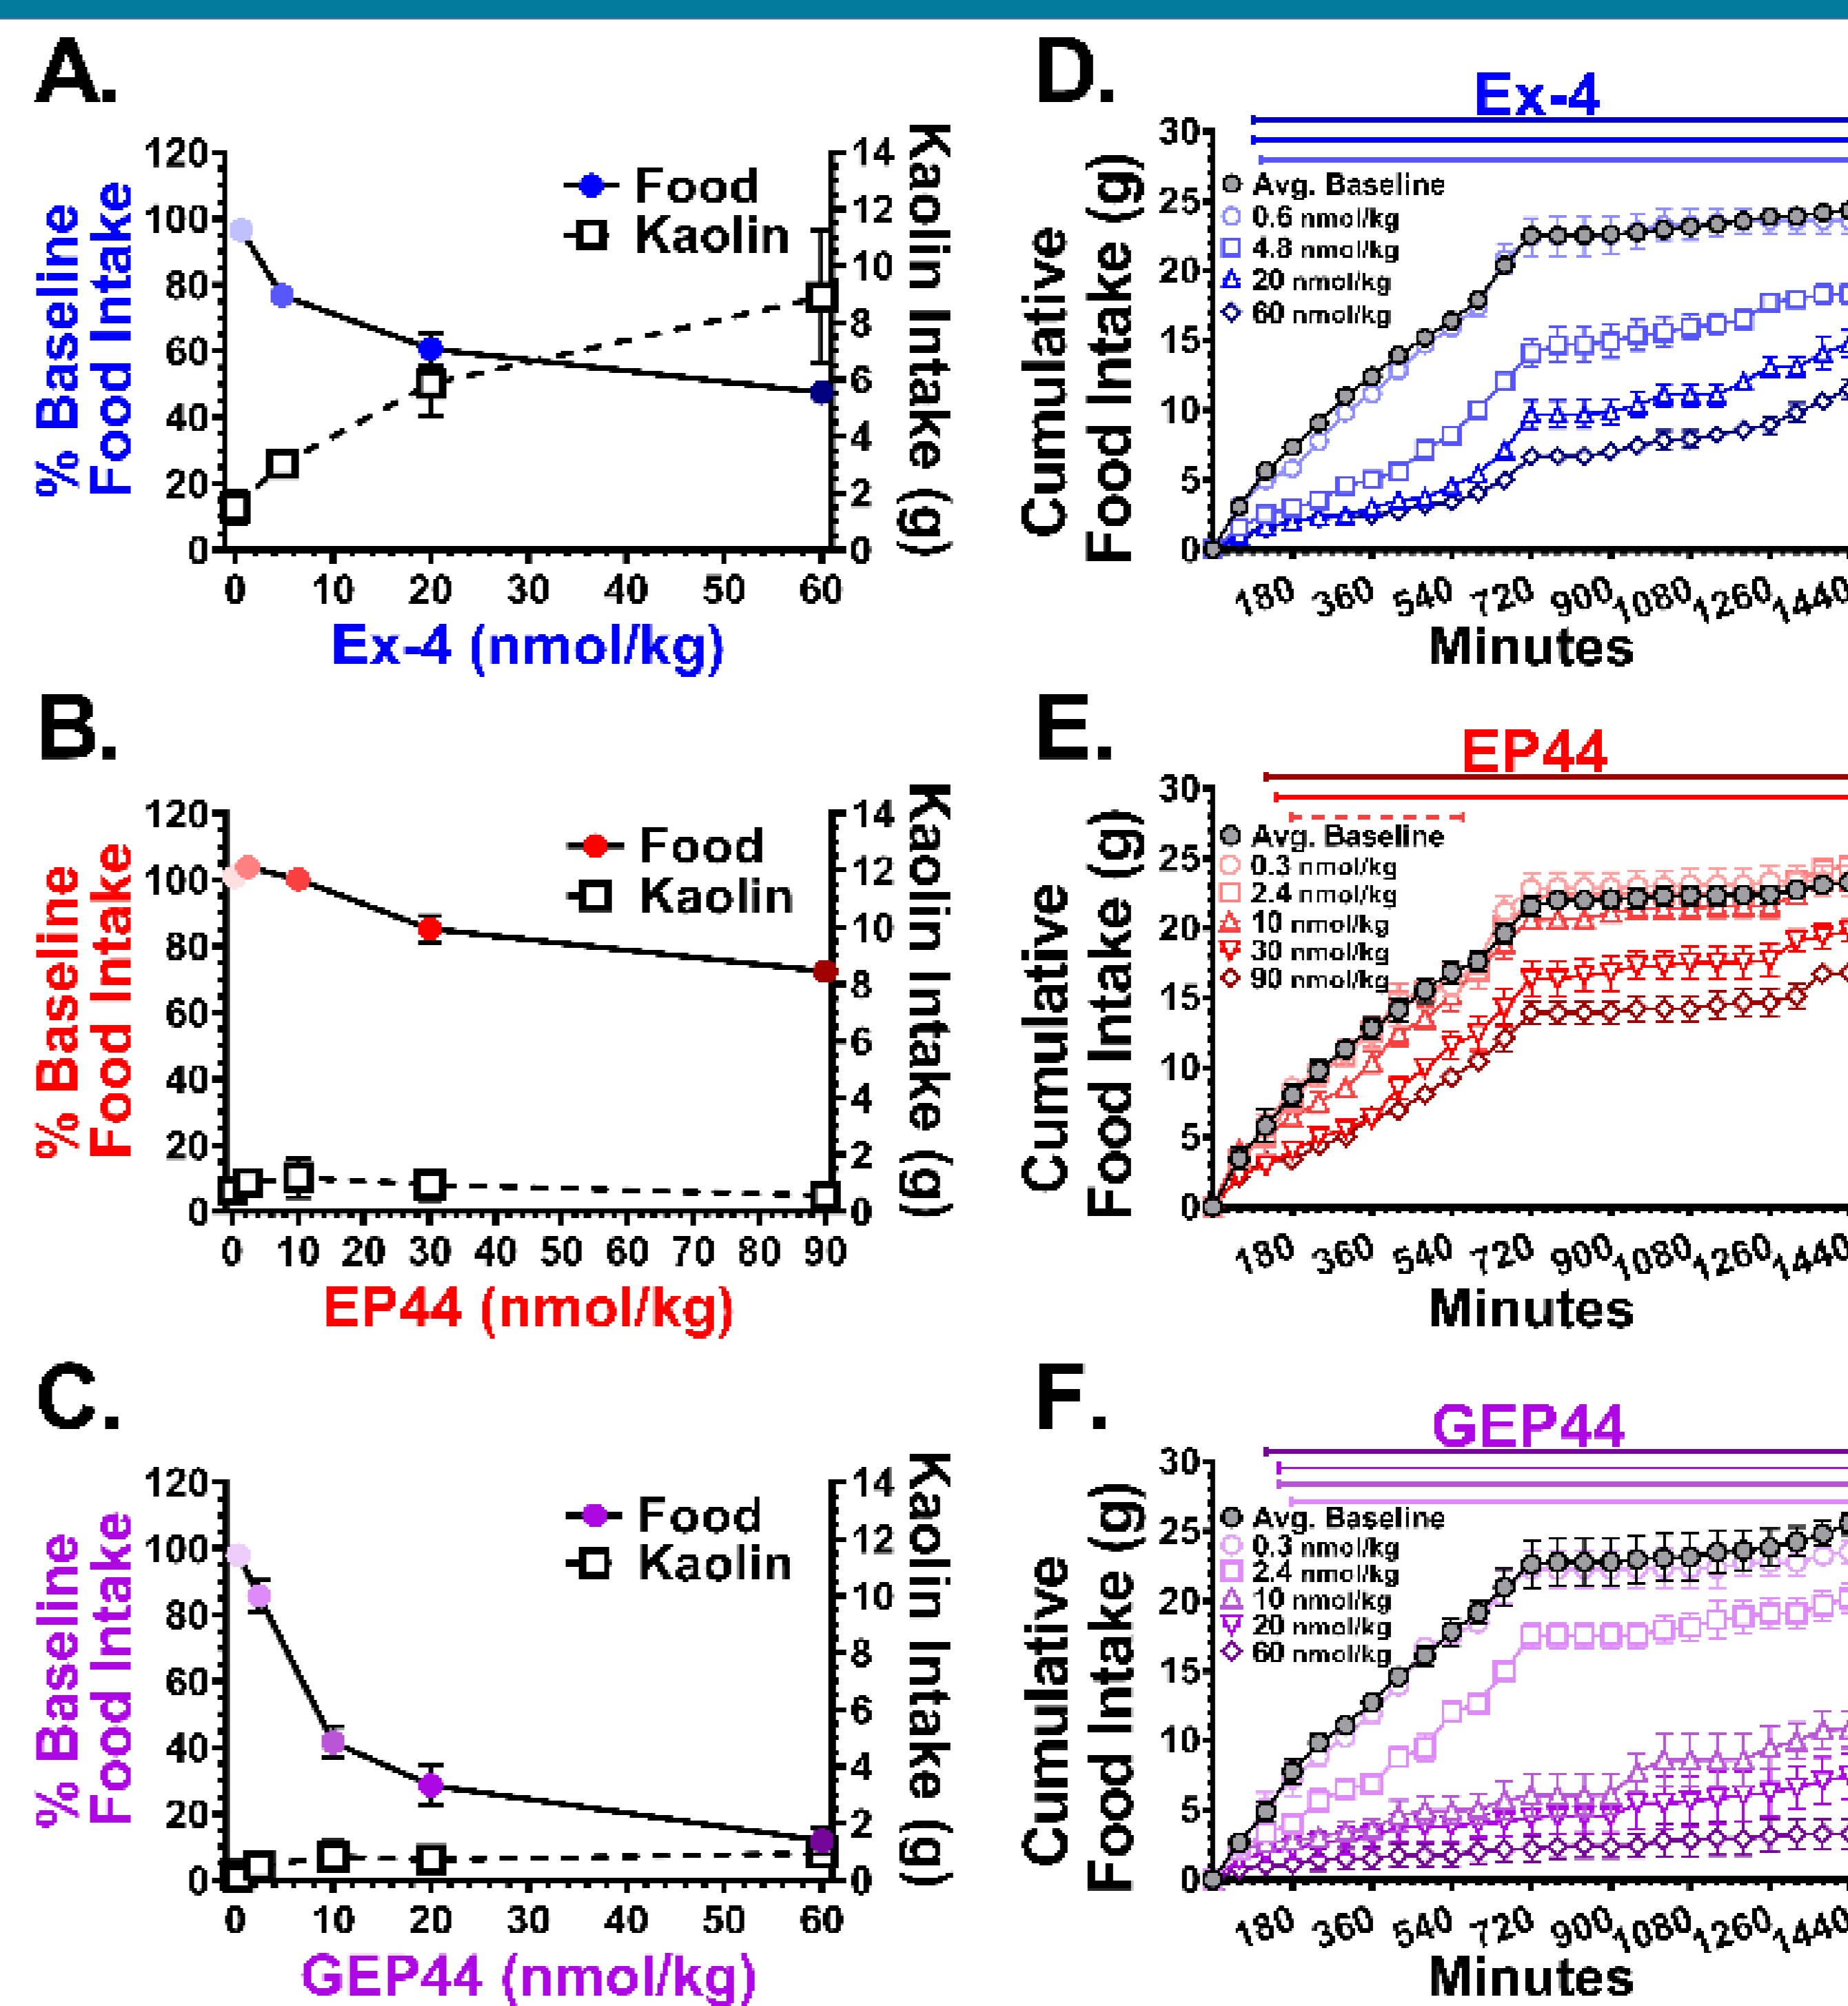 A.
% Baseline
Food Intake
120
100
80
60
40
20
0
Food
Kaolin
14
12
10
8
6
4
2
0
Kaolin Intake (g)
0 10 20 30 40 50 60
Ex-4 (nmol/kg)
D.
Ex-4
Cumulative
Food Intake (g)
30
25
20
15
10
5
0
Avg. Baseline
0.6 nmol/kg
4.8 nmol/kg
20 nmol/kg
60 nmol/kg
180 360 540 720 900 1080 1260 1440
Minutes
B.
% Baseline
Food Intake
120
100
80
60
40
20
0
Food
Kaolin
14
12
10
8
6
4
2
0
Kaolin Intake (g)
0 10 20 30 40 50 60 70 80 90
EP44 (nmol/kg)
E.
EP44
Cumulative
Food Intake (g)
30
25
20
15
10
5
0
Avg. Baseline
0.3 nmol/kg
2.4 nmol/kg
10 nmol/kg
30 nmol/kg
90 nmol/kg
180 360 540 720 900 1080 1260 1440
Minutes
C.
% Baseline
Food Intake
120
100
80
60
40
20
0
Food
Kaolin
14
12
10
8
6
4
2
0
Kaolin Intake (g)
0 10 20 30 40 50 60
GEP44 (nmol/kg)
F.
GEP44
Cumulative
Food Intake (g)
30
25
20
15
10
5
0
Avg. Baseline
0.3 nmol/kg
2.4 nmol/kg
10 nmol/kg
20 nmol/kg
60 nmol/kg
180 360 540 720 900 1080 1260 1440
Minutes